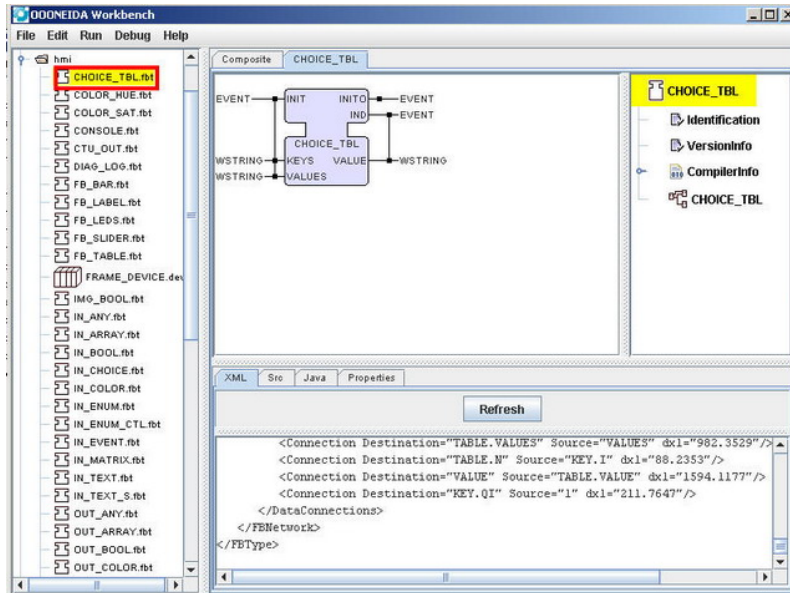 OOONEIDA Workbench
File Edit Run Debug Help
hmi
CHOICE_TBL.fbt
COLOR_HUE.fbt
COLOR_SAT.fbt
CONSOLE.fbt
CTU_OUT.fbt
DIAG_LOG.fbt
FB_BAR.fbt
FB_LABEL.fbt
FB_LEDS.fbt
FB_SLIDER.fbt
FB_TABLE.fbt
FRAME_DEVICE.dev
IMG_BOOL.fbt
IN_ANY.fbt
IN_ARRAY.fbt
IN_BOOL.fbt
IN_CHOICE.fbt
IN_COLOR.fbt
IN_ENUM.fbt
IN_ENUM_CTL.fbt
IN_EVENT.fbt
IN_MATRIX.fbt
IN_TEXT.fbt
IN_TEXT_S.fbt
OUT_ANY.fbt
OUT_ARRAY.fbt
OUT_BOOL.fbt
OUT_COLOR.fbt
Composite CHOICE_TBL
EVENT INIT INITO EVENT
IND EVENT
CHOICE_TBL
WSTRING KEYS VALUE WSTRING
WSTRING VALUES
CHOICE_TBL
Identification
VersionInfo
CompilerInfo
CHOICE_TBL
XML Src Java Properties
Refresh
<Connection Destination="TABLE.VALUES" Source="VALUES" dx1="982.3529"/>
<Connection Destination="TABLE.N" Source="KEY.I" dx1="88.2353"/>
<Connection Destination="VALUE" Source="TABLE.VALUE" dx1="1594.1177"/>
<Connection Destination="KEY.QI" Source="1" dx1="211.7647"/>
</DataConnections>
</FBNetwork>
</FBType>